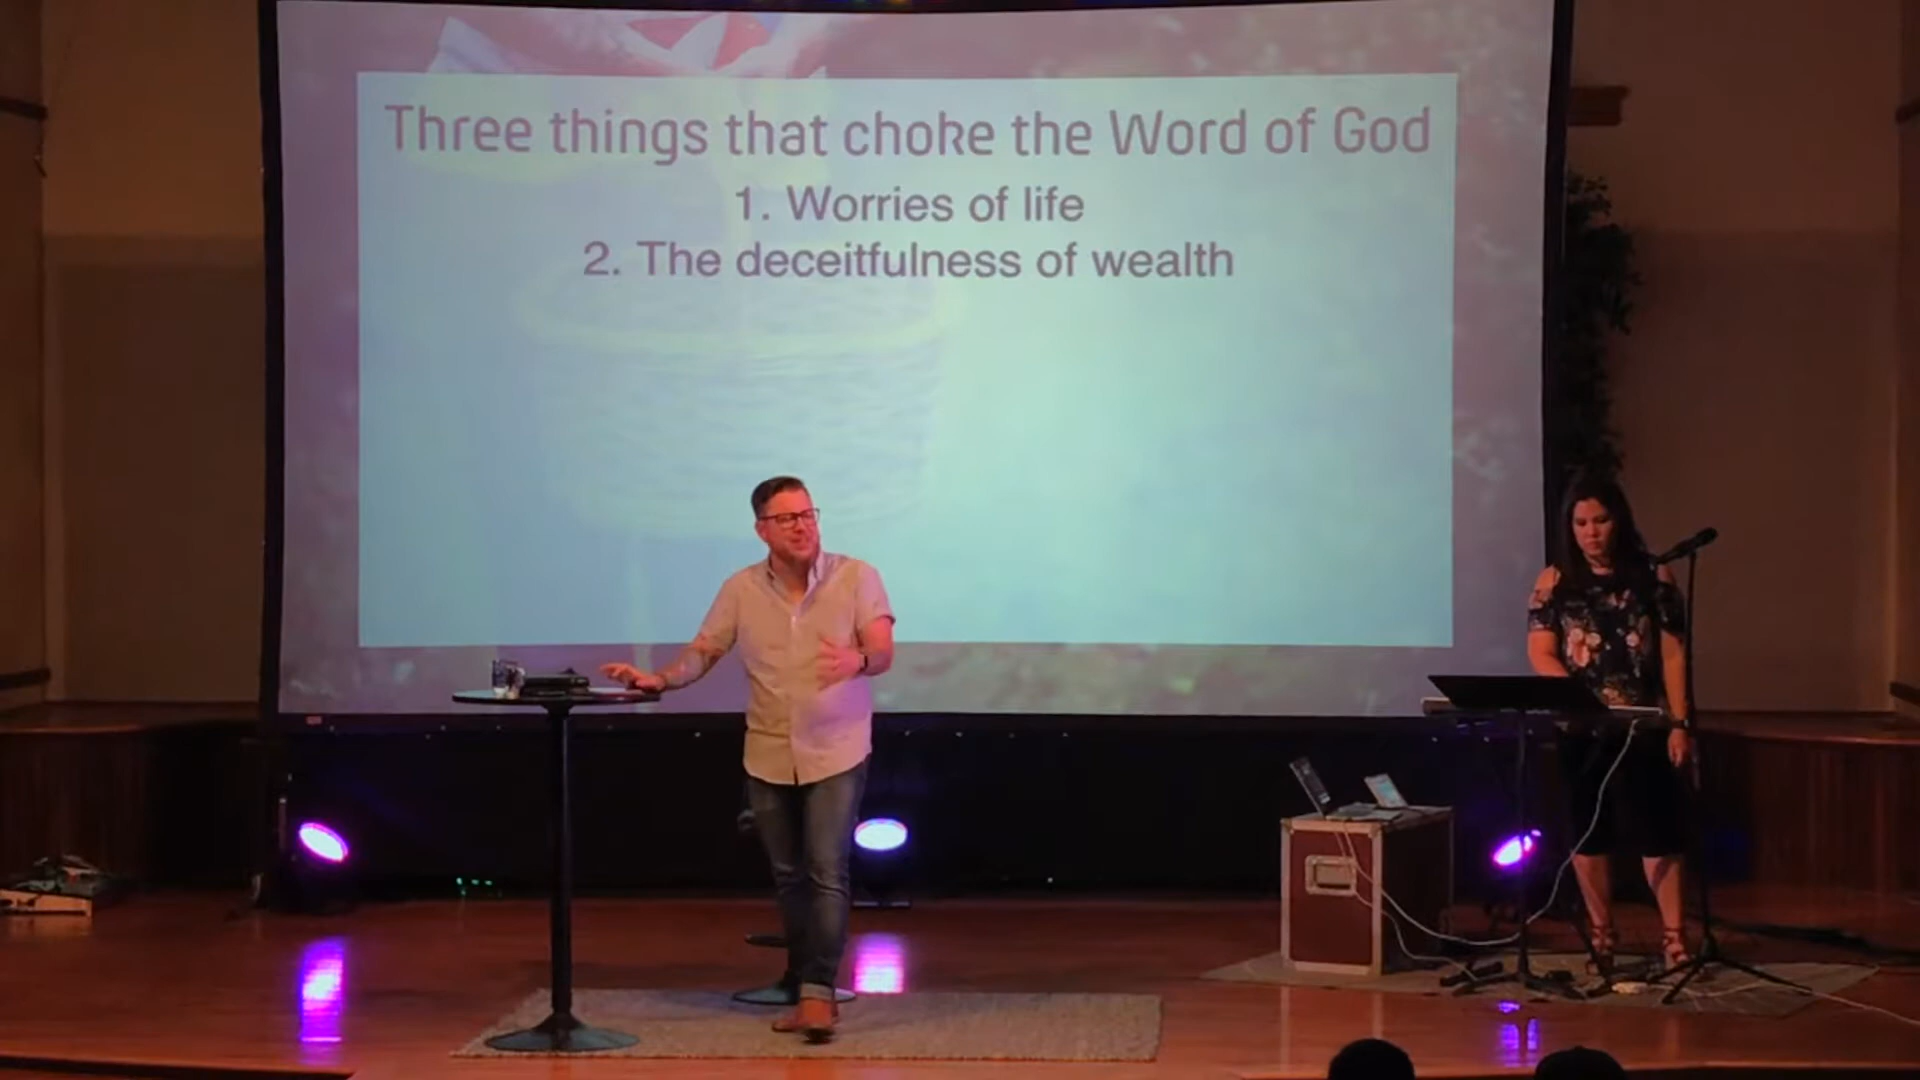 Three things that choke the Word of God
1. Worries of life
2. The deceitfulness of wealth